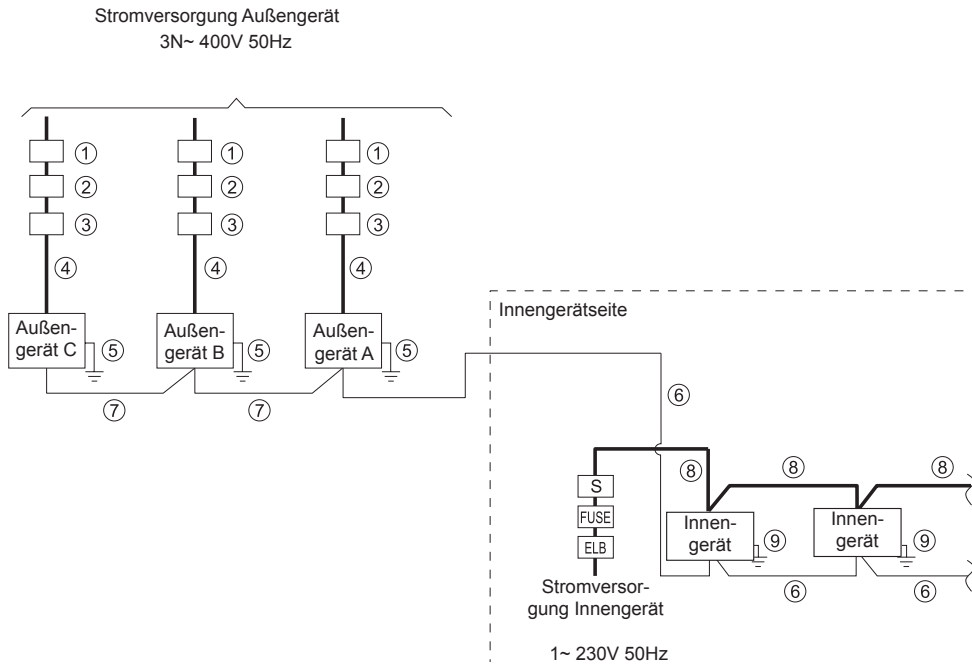 Stromversorgung Außengerät
3N~ 400V 50Hz
① ① ①
② ② ②
③ ③ ③
④ ④ ④
Innengerätseite
Außen-
gerät C
⑤
Außen-
gerät B
⑤
Außen-
gerät A
⑤
⑦ ⑦
⑥
⑧ ⑧ ⑧
S
FUSE
ELB
Innen-
gerät
⑨
Innen-
gerät
⑨
⑥ ⑥
Stromversor-
gung Innengerät
1~ 230V 50Hz